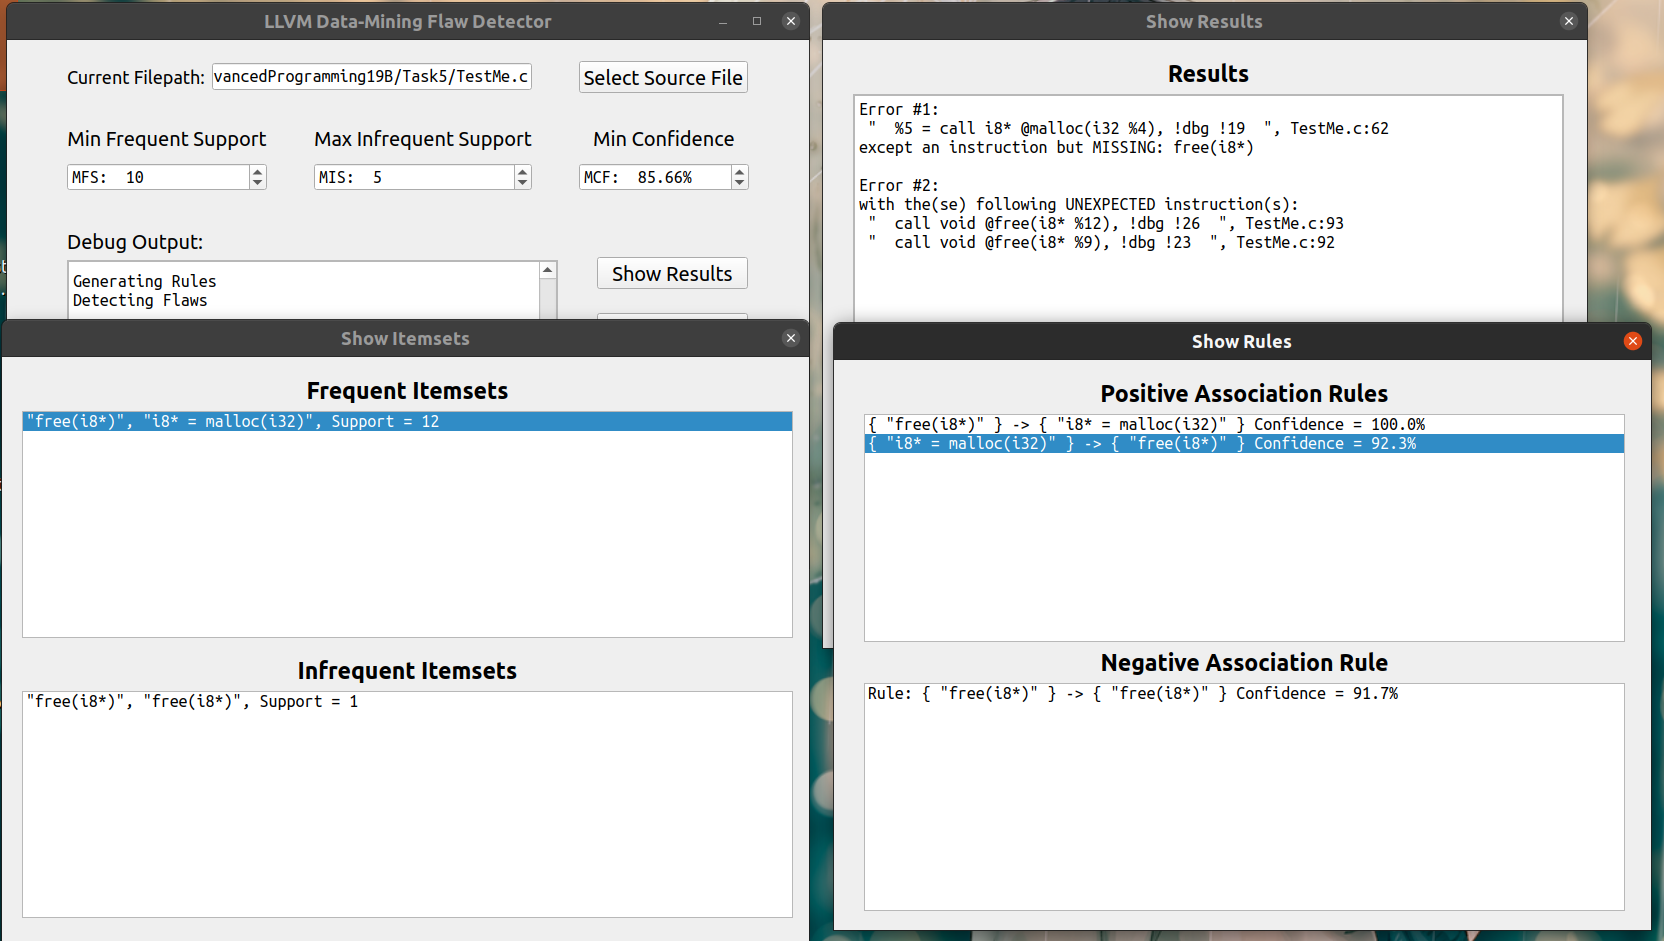 LLVM Data-Mining Flaw Detector
Current Filepath: vancedProgramming19B/Task5/TestMe.c Select Source File
Min Frequent Support Max Infrequent Support Min Confidence
MFS: 10 MIS: 5 MCF: 85.66%
Debug Output:
Generating Rules
Detecting Flaws
Show Results
Show Results
Results
Error #1:
"  %5 = call i8* @malloc(i32 %4), !dbg !19  ", TestMe.c:62
except an instruction but MISSING: free(i8*)
Error #2:
with the(se) following UNEXPECTED instruction(s):
"  call void @free(i8* %12), !dbg !26  ", TestMe.c:93
"  call void @free(i8* %9), !dbg !23  ", TestMe.c:92
Show Itemsets
Frequent Itemsets
"free(i8*)", "i8* = malloc(i32)", Support = 12
Infrequent Itemsets
"free(i8*)", "free(i8*)", Support = 1
Show Rules
Positive Association Rules
{ "free(i8*)" } -> { "i8* = malloc(i32)" } Confidence = 100.0%
{ "i8* = malloc(i32)" } -> { "free(i8*)" } Confidence = 92.3%
Negative Association Rule
Rule: { "free(i8*)" } -> { "free(i8*)" } Confidence = 91.7%